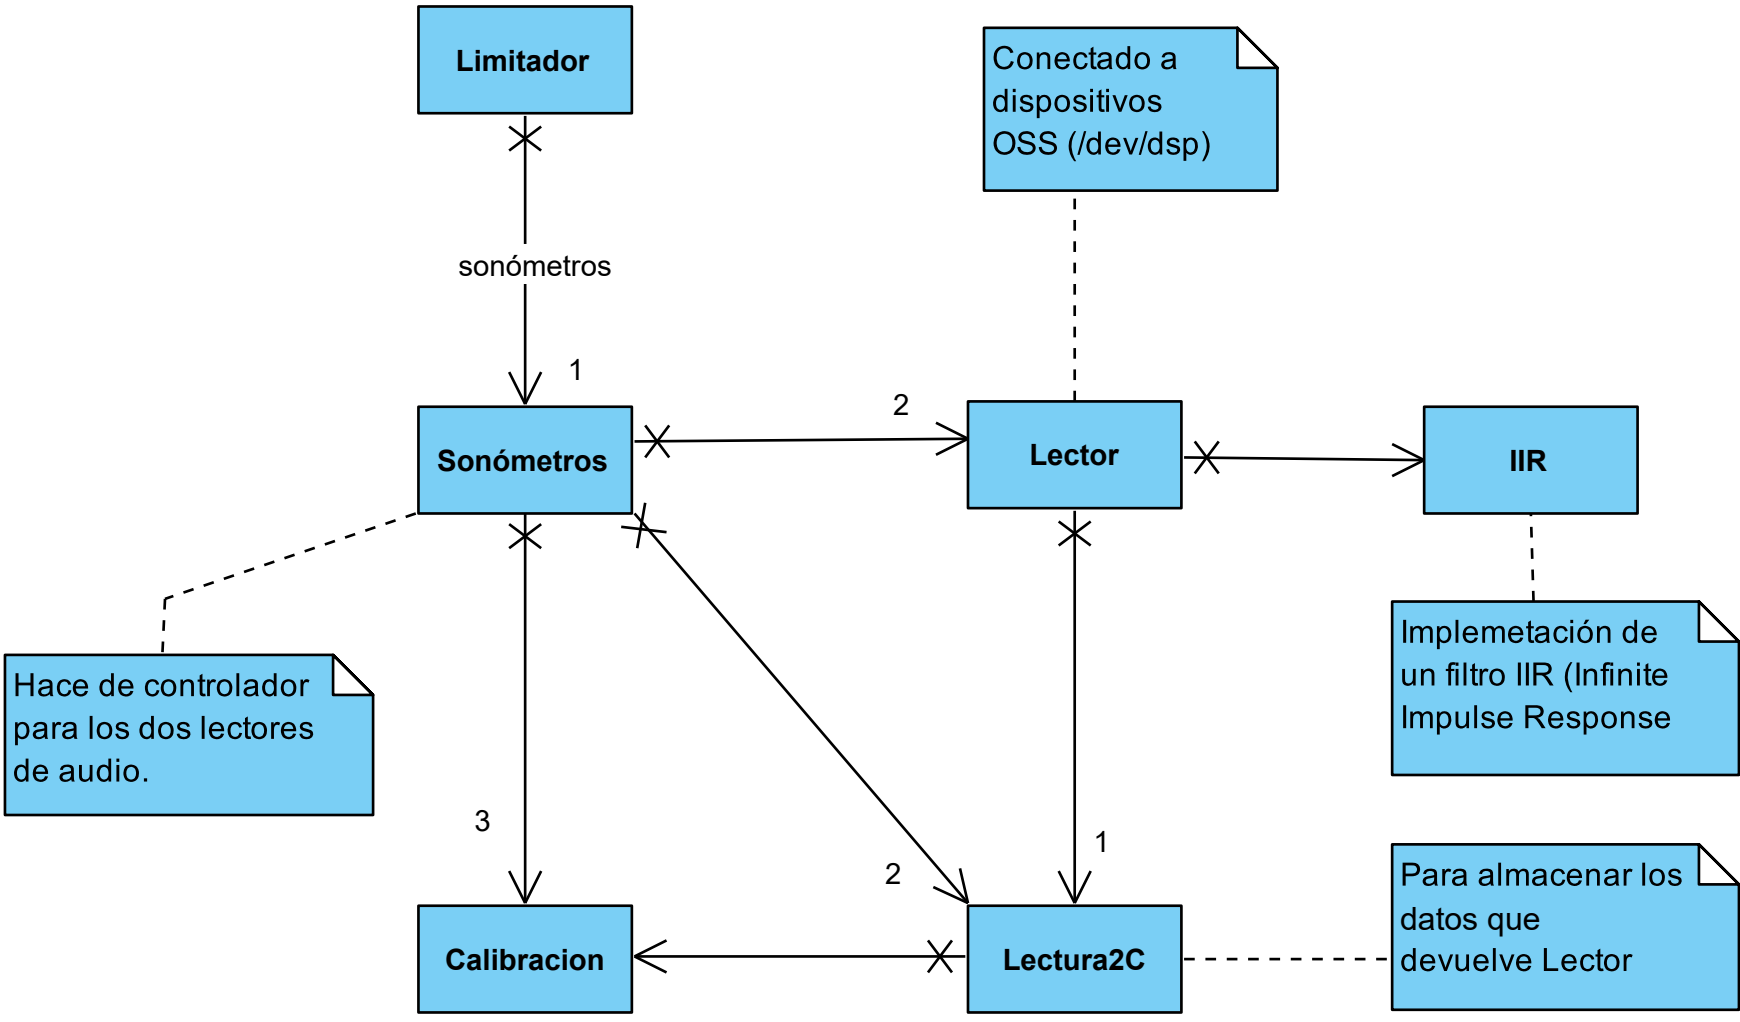 Limitador
Conectado a
dispositivos
OSS (/dev/dsp)
sonómetros
1
2
Sonómetros
Lector
IIR
Implemetación de
un filtro IIR (Infinite
Impulse Response
Hace de controlador
para los dos lectores
de audio.
3
2
1
Calibracion
Lectura2C
Para almacenar los
datos que
devuelve Lector